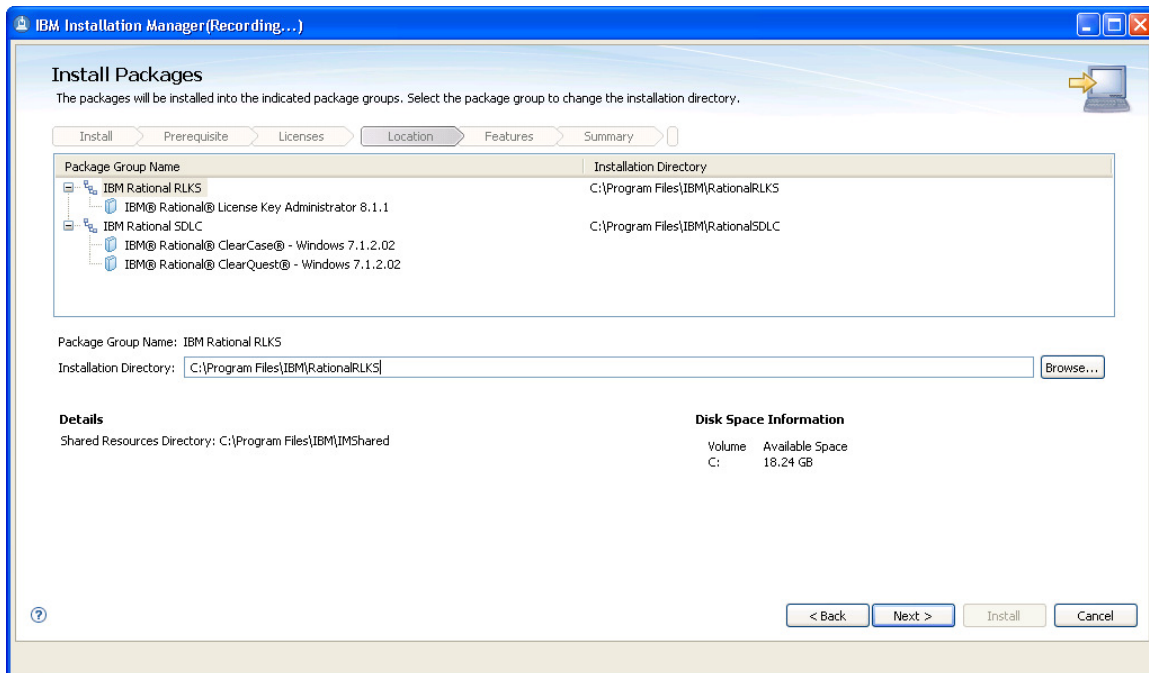 IBM Installation Manager(Recording...)
Install Packages
The packages will be installed into the indicated package groups. Select the package group to change the installation directory.
Install Prerequisite Licenses Location Features Summary
Package Group Name Installation Directory
IBM Rational RLKS C:\Program Files\IBM\RationalRLKS
IBM® Rational® License Key Administrator 8.1.1
IBM Rational SDLC C:\Program Files\IBM\RationalSDLC
IBM® Rational® ClearCase® - Windows 7.1.2.02
IBM® Rational® ClearQuest® - Windows 7.1.2.02
Package Group Name: IBM Rational RLKS
Installation Directory: C:\Program Files\IBM\RationalRLKS Browse...
Details Disk Space Information
Shared Resources Directory: C:\Program Files\IBM\IMShared
Volume Available Space
C: 18.24 GB
? < Back Next > Install Cancel